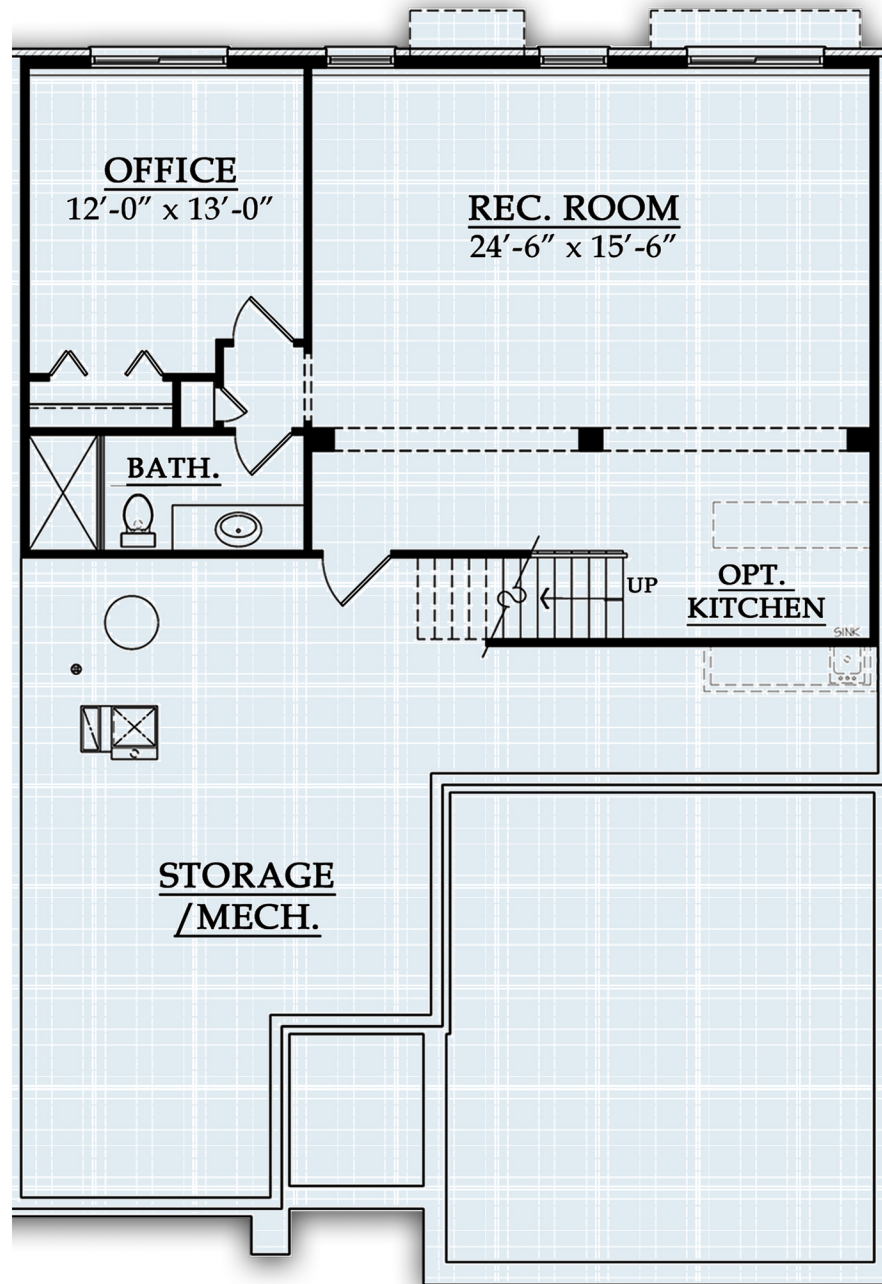 OFFICE
12'-0" x 13'-0"
REC. ROOM
24'-6" x 15'-6"
BATH.
UP
OPT.
KITCHEN
SINK
STORAGE
/MECH.